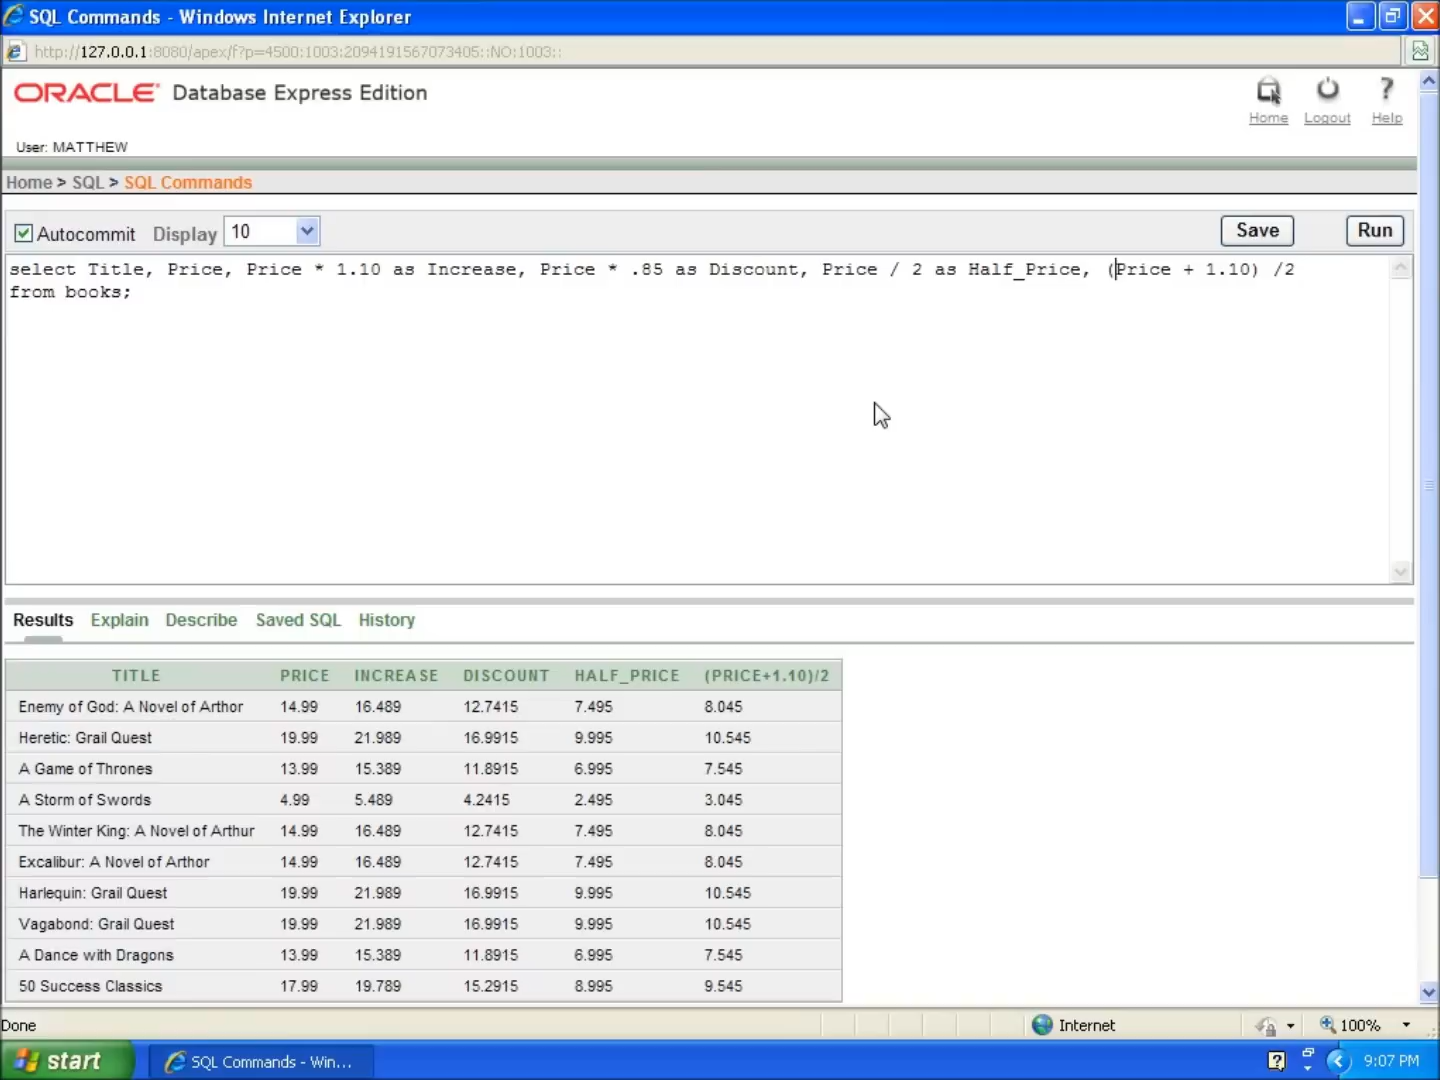 SQL Commands - Windows Internet Explorer
http://127.0.0.1:8080/apex/f?p=4500:1003:2094191567073405::NO:1003::
ORACLE Database Express Edition
Home Logout Help
User: MATTHEW
Home > SQL > SQL Commands
Autocommit Display 10 Save Run
select Title, Price, Price * 1.10 as Increase, Price * .85 as Discount, Price / 2 as Half_Price, (Price + 1.10) /2
from books;
Results Explain Describe Saved SQL History
TITLE PRICE INCREASE DISCOUNT HALF_PRICE (PRICE+1.10)/2
Enemy of God: A Novel of Arthor 14.99 16.489 12.7415 7.495 8.045
Heretic: Grail Quest 19.99 21.989 16.9915 9.995 10.545
A Game of Thrones 13.99 15.389 11.8915 6.995 7.545
A Storm of Swords 4.99 5.489 4.2415 2.495 3.045
The Winter King: A Novel of Arthur 14.99 16.489 12.7415 7.495 8.045
Excalibur: A Novel of Arthor 14.99 16.489 12.7415 7.495 8.045
Harlequin: Grail Quest 19.99 21.989 16.9915 9.995 10.545
Vagabond: Grail Quest 19.99 21.989 16.9915 9.995 10.545
A Dance with Dragons 13.99 15.389 11.8915 6.995 7.545
50 Success Classics 17.99 19.789 15.2915 8.995 9.545
Done Internet 100%
start SQL Commands - Win... 9:07 PM